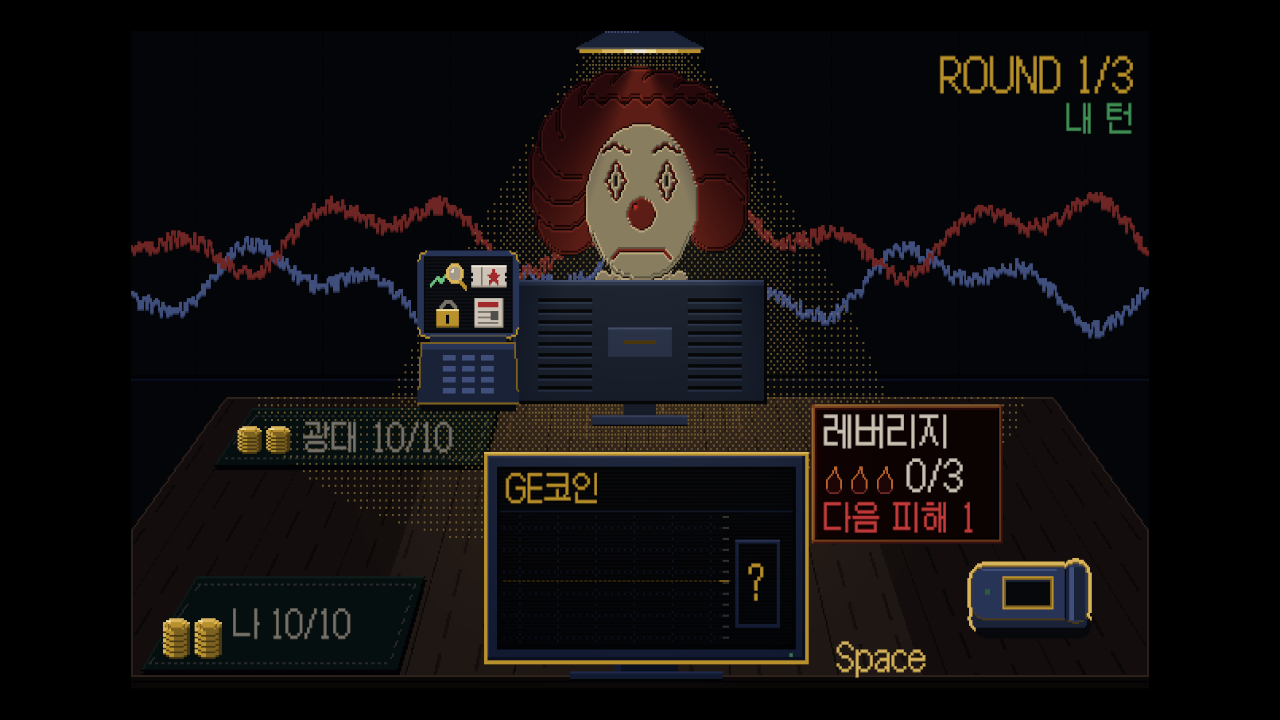 ROUND 1/3
내 턴
광대 10/10
레버리지
0/3
다음 피해 1
GE코인
?
나 10/10
Space